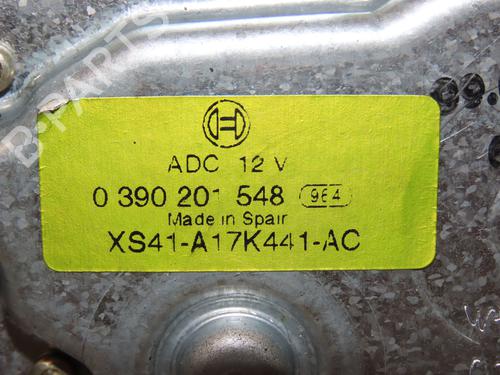 ADC 12 V
0 390 201 548 964
Made in Spain
XS41-A17K441-AC
B-PARTS